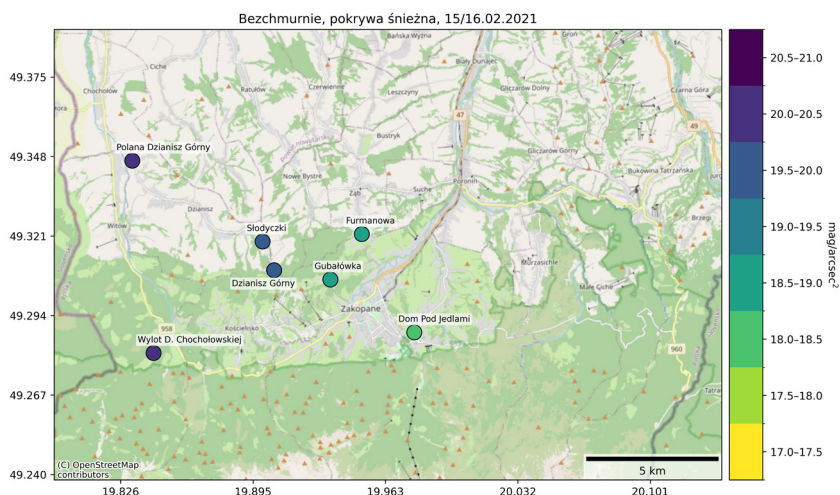 Bezchmurnie, pokrywa śnieżna, 15/16.02.2021
49.375
49.348
49.321
49.294
49.267
49.240
19.826
19.895
19.963
20.032
20.101
Bańska Wyżna
Groń
Ciche
Biały Dunajec
Chochołów
Ratułów
Czerwienne
Leszczyny
Gliczarów Dolny
Czarna Góra
47
49
Bustryk
Polana Dzianisz Górny
Gliczarów Górny
Nowe Bystre
Bukowina Tatrzańska
Ząb
Suche
Poronin
Dzianisz
Furmanowa
Brzegi
Witów
Słodyczki
Gubałówka
Murzasichle
Dzianisz Górny
Małe Ciche
Zakopane
Kościelisko
Dom Pod Jedlami
958
Wylot D. Chochołowskiej
960
(C) OpenStreetMap
contributors
5 km
20.5–21.0
20.0–20.5
19.5–20.0
19.0–19.5
18.5–19.0
18.0–18.5
17.5–18.0
17.0–17.5
mag/arcsec²